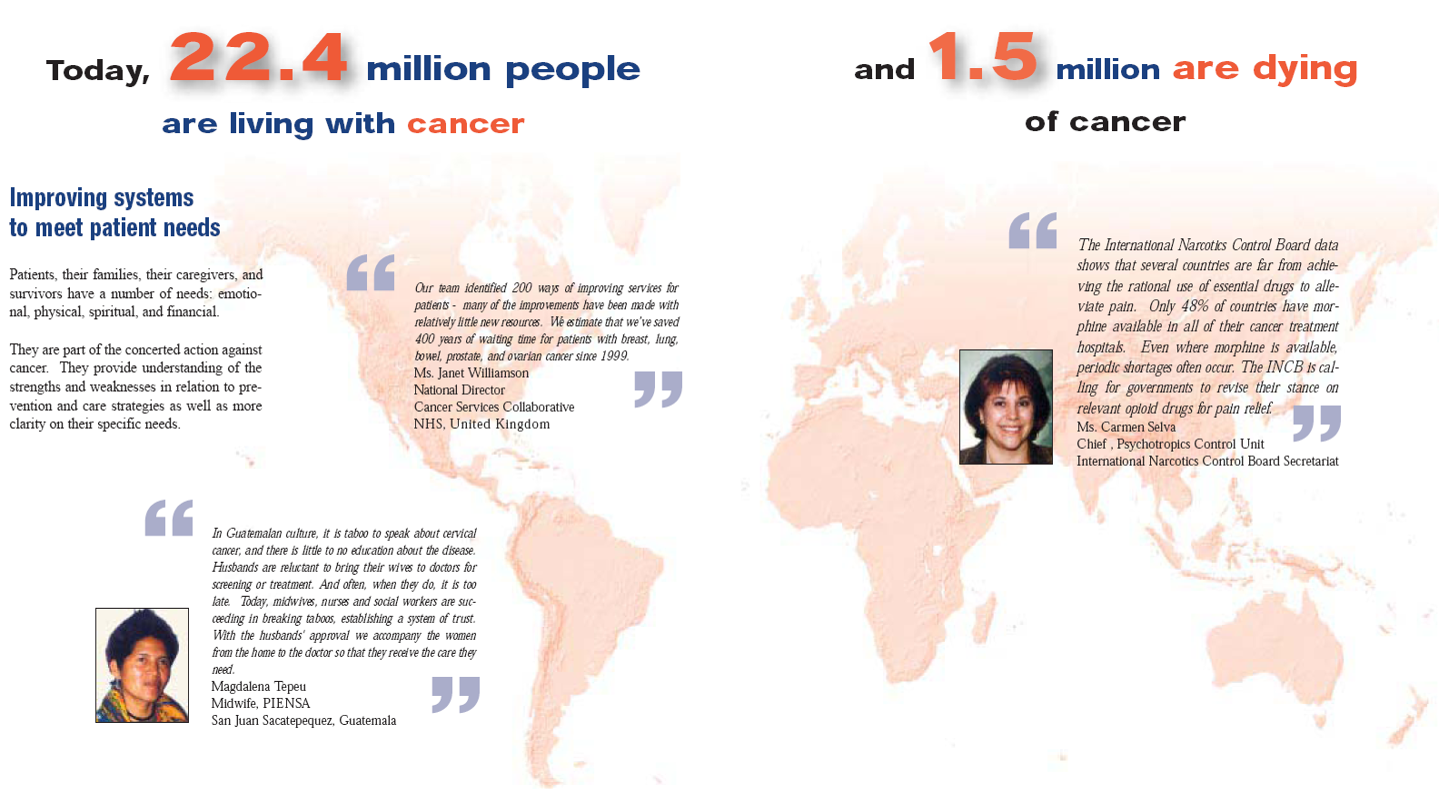 Today, 22.4 million people
are living with cancer
Improving systems
to meet patient needs
Patients, their families, their caregivers, and
survivors have a number of needs: emotio-
nal, physical, spiritual, and financial.
They are part of the concerted action against
cancer. They provide understanding of the
strengths and weaknesses in relation to pre-
vention and care strategies as well as more
clarity on their specific needs.
“
Our team identified 200 ways of improving services for
patients - many of the improvements have been made with
relatively little new resources. We estimate that we've saved
400 years of waiting time for patients with breast, lung,
bowel, prostate, and ovarian cancer since 1999.
”
Ms. Janet Williamson
National Director
Cancer Services Collaborative
NHS, United Kingdom
“
In Guatemalan culture, it is taboo to speak about cervical
cancer, and there is little to no education about the disease.
Husbands are reluctant to bring their wives to doctors for
screening or treatment. And often, when they do, it is too
late. Today, midwives, nurses and social workers are suc-
ceeding in breaking taboos, establishing a system of trust.
With the husbands' approval we accompany the women
from the home to the doctor so that they receive the care they
need.
”
Magdalena Tepeu
Midwife, PIENSA
San Juan Sacatepequez, Guatemala
and 1.5 million are dying
of cancer
“
The International Narcotics Control Board data
shows that several countries are far from achie-
ving the rational use of essential drugs to alle-
viate pain. Only 48% of countries have mor-
phine available in all of their cancer treatment
hospitals. Even where morphine is available,
periodic shortages often occur. The INCB is cal-
ling for governments to revise their stance on
relevant opioid drugs for pain relief.
”
Ms. Carmen Selva
Chief , Psychotropics Control Unit
International Narcotics Control Board Secretariat